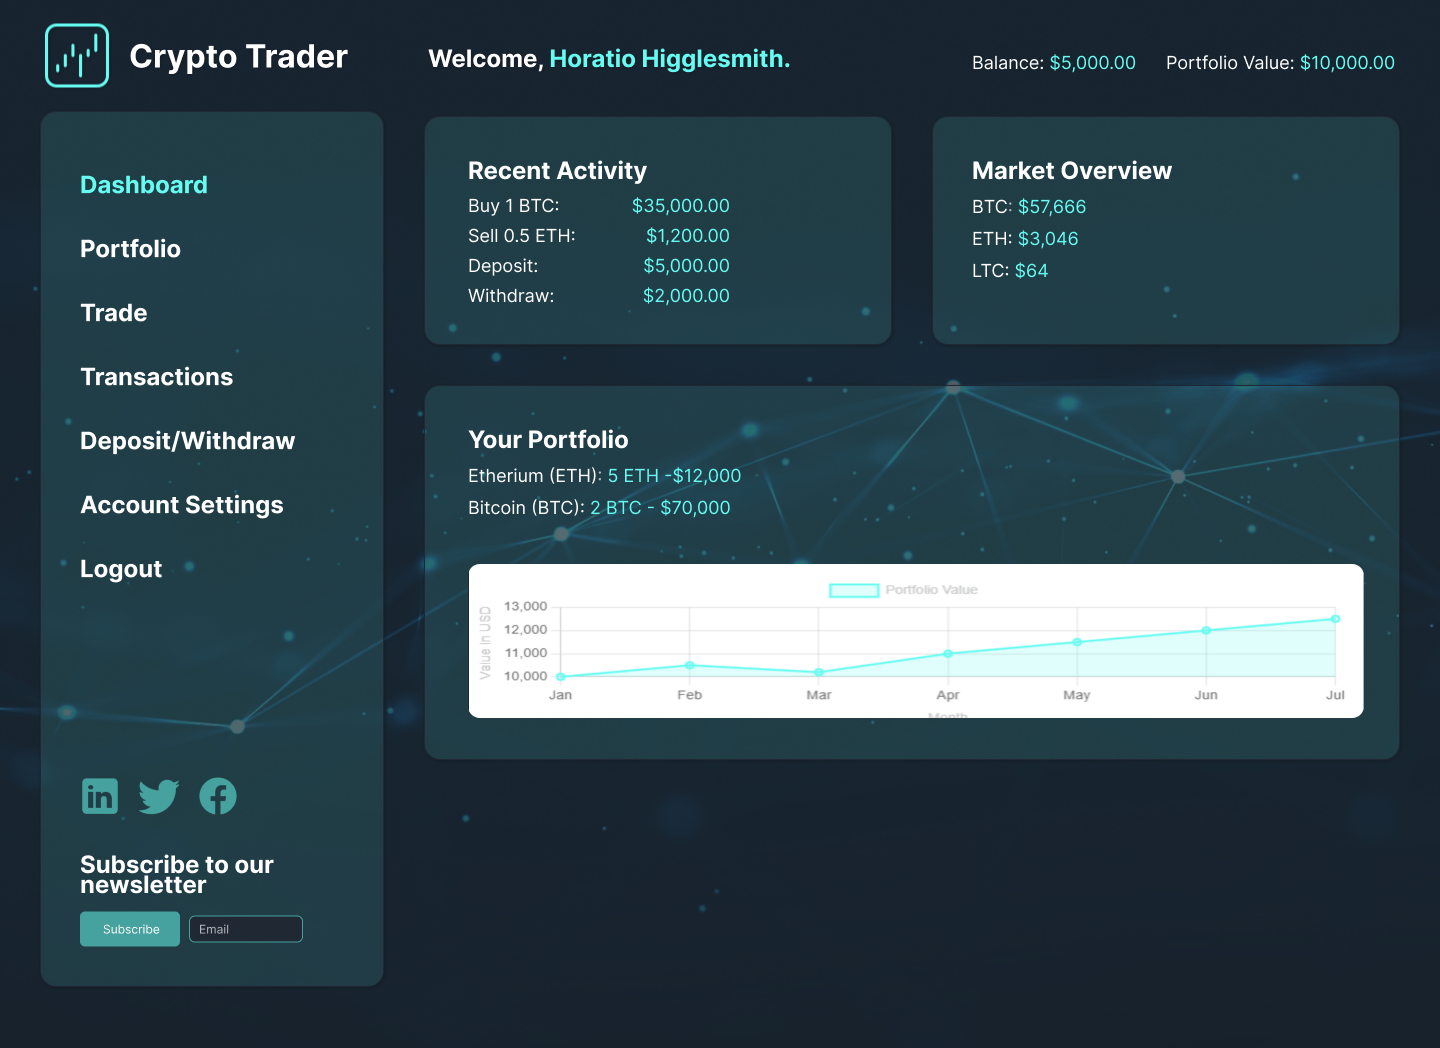 Crypto Trader
Welcome, Horatio Higglesmith.
Balance: $5,000.00
Portfolio Value: $10,000.00
Dashboard
Portfolio
Trade
Transactions
Deposit/Withdraw
Account Settings
Logout
in
Subscribe to our
newsletter
Subscribe
Email
Recent Activity
Buy 1 BTC: $35,000.00
Sell 0.5 ETH: $1,200.00
Deposit: $5,000.00
Withdraw: $2,000.00
Market Overview
BTC: $57,666
ETH: $3,046
LTC: $64
Your Portfolio
Etherium (ETH): 5 ETH -$12,000
Bitcoin (BTC): 2 BTC - $70,000
Portfolio Value
Value in USD
13,000
12,000
11,000
10,000
Jan Feb Mar Apr May Jun Jul
Month